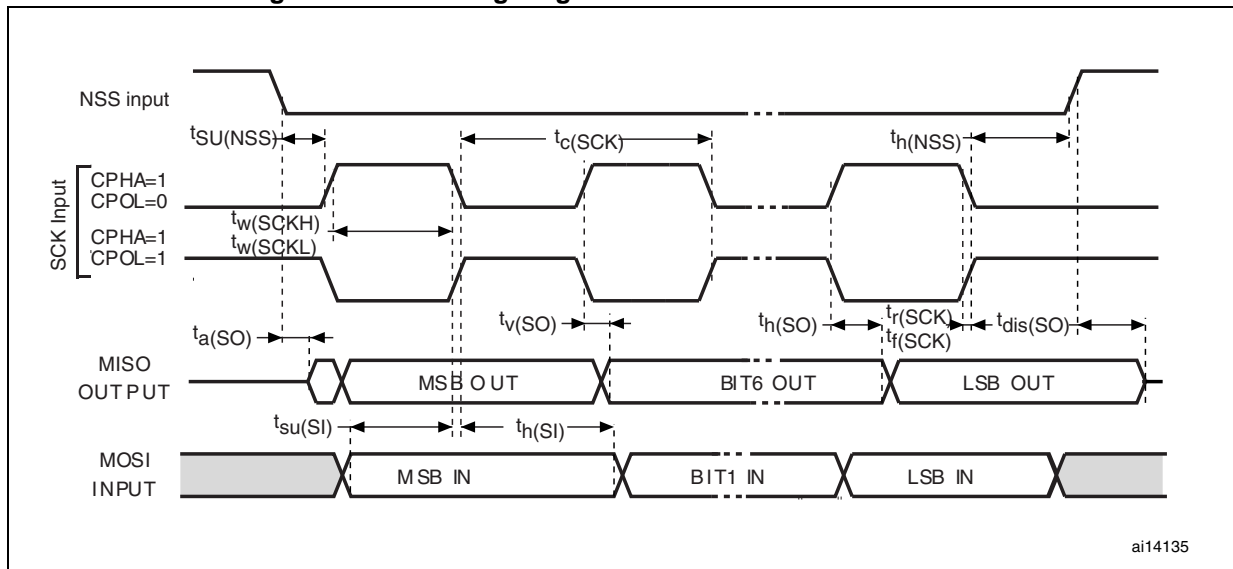 NSS input
tSU(NSS)
tc(SCK)
th(NSS)
SCK Input
CPHA=1
CPOL=0
tw(SCKH)
CPHA=1
tw(SCKL)
CPOL=1
ta(SO)
tv(SO)
th(SO)
tr(SCK)
tf(SCK)
tdis(SO)
MISO
OUTPUT
MSB OUT
BIT6 OUT
LSB OUT
tsu(SI)
th(SI)
MOSI
INPUT
MSB IN
BIT1 IN
LSB IN
ai14135